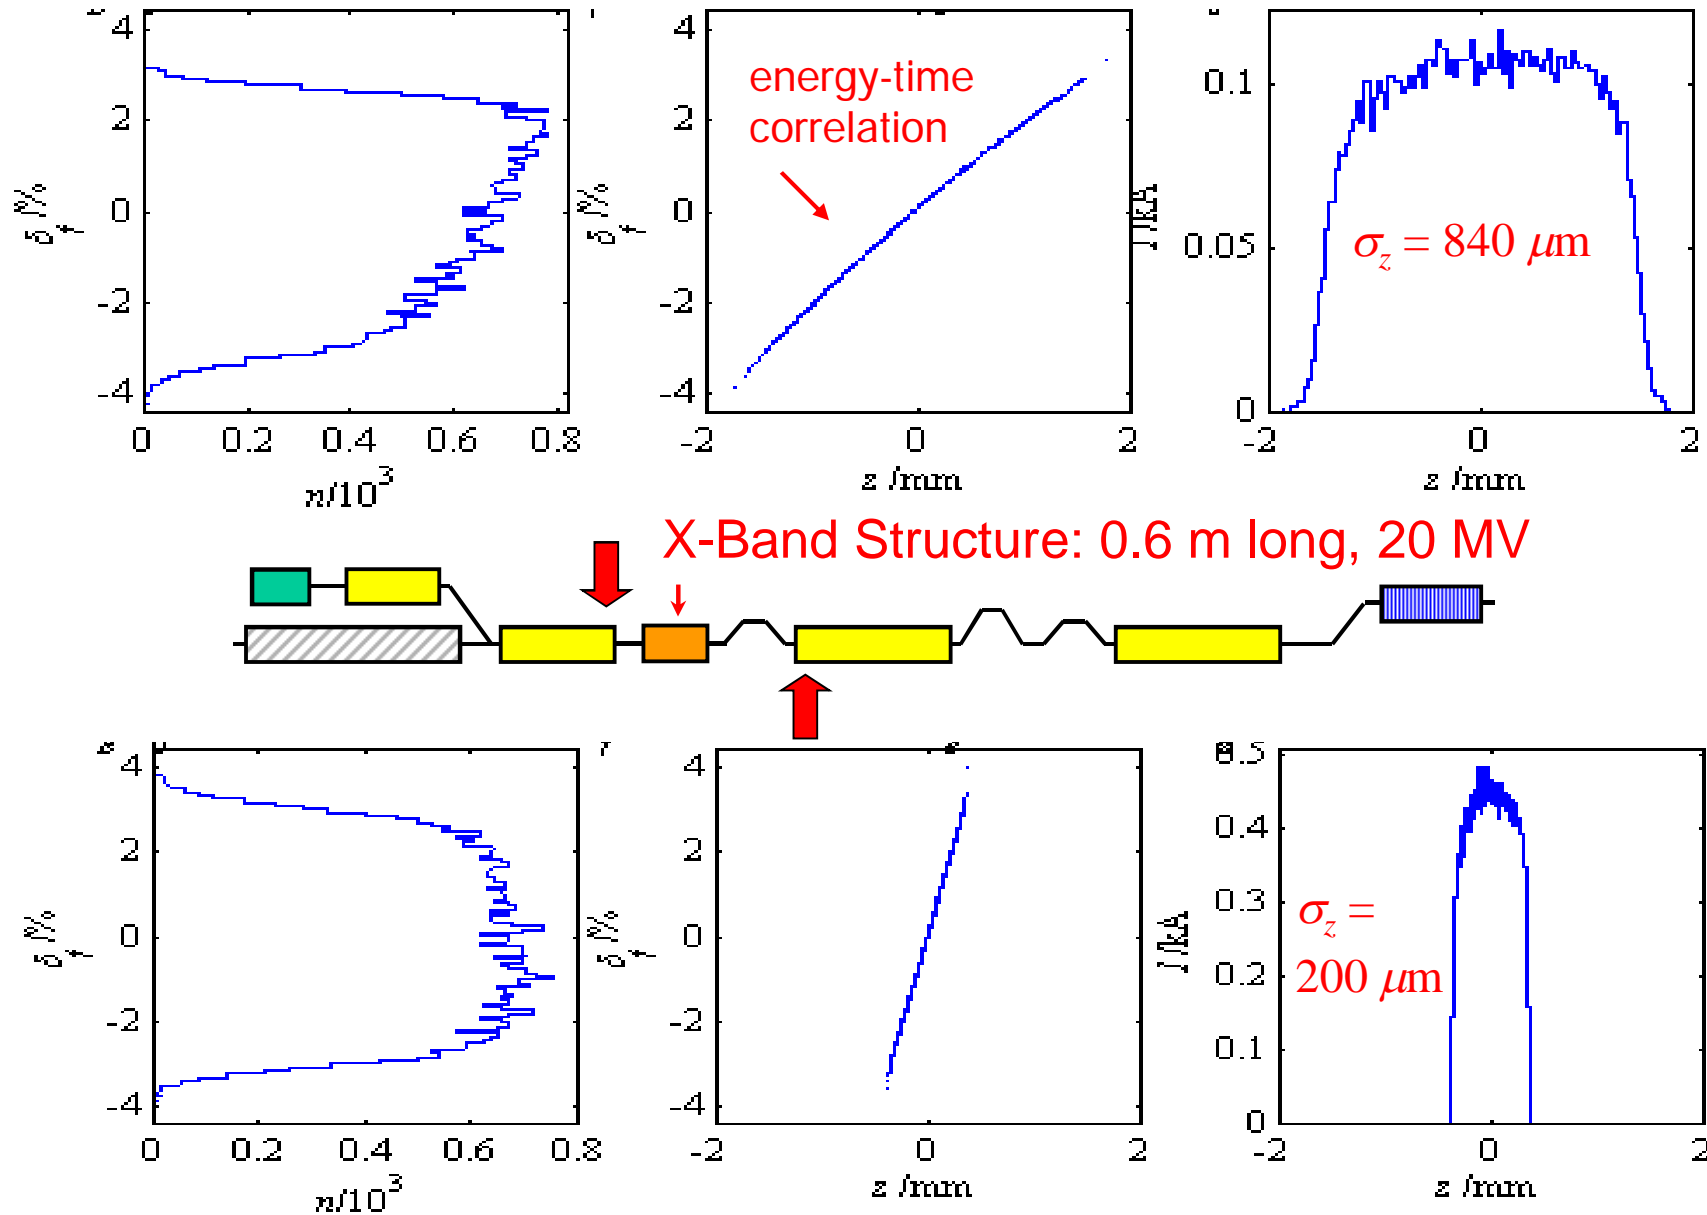 4
2
0
-2
-4
δf /%
0 0.2 0.4 0.6 0.8
n/10³
energy-time
correlation
4
2
0
-2
-4
δf /%
-2 0 2
z /mm
0.1
0.05
0
I /kA
σz = 840 μm
-2 0 2
z /mm
X-Band Structure: 0.6 m long, 20 MV
4
2
0
-2
-4
δf /%
0 0.2 0.4 0.6 0.8
n/10³
4
2
0
-2
-4
δf /%
-2 0 2
z /mm
0.5
0.4
0.3
0.2
0.1
0
I /kA
σz =
200 μm
-2 0 2
z /mm